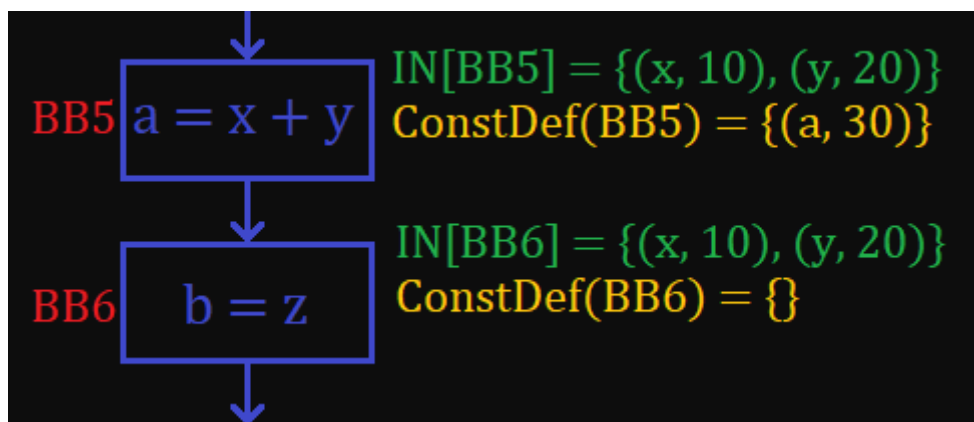 IN[BB5] = {(x, 10), (y, 20)}
BB5 a = x + y ConstDef(BB5) = {(a, 30)}
IN[BB6] = {(x, 10), (y, 20)}
BB6 b = z ConstDef(BB6) = {}